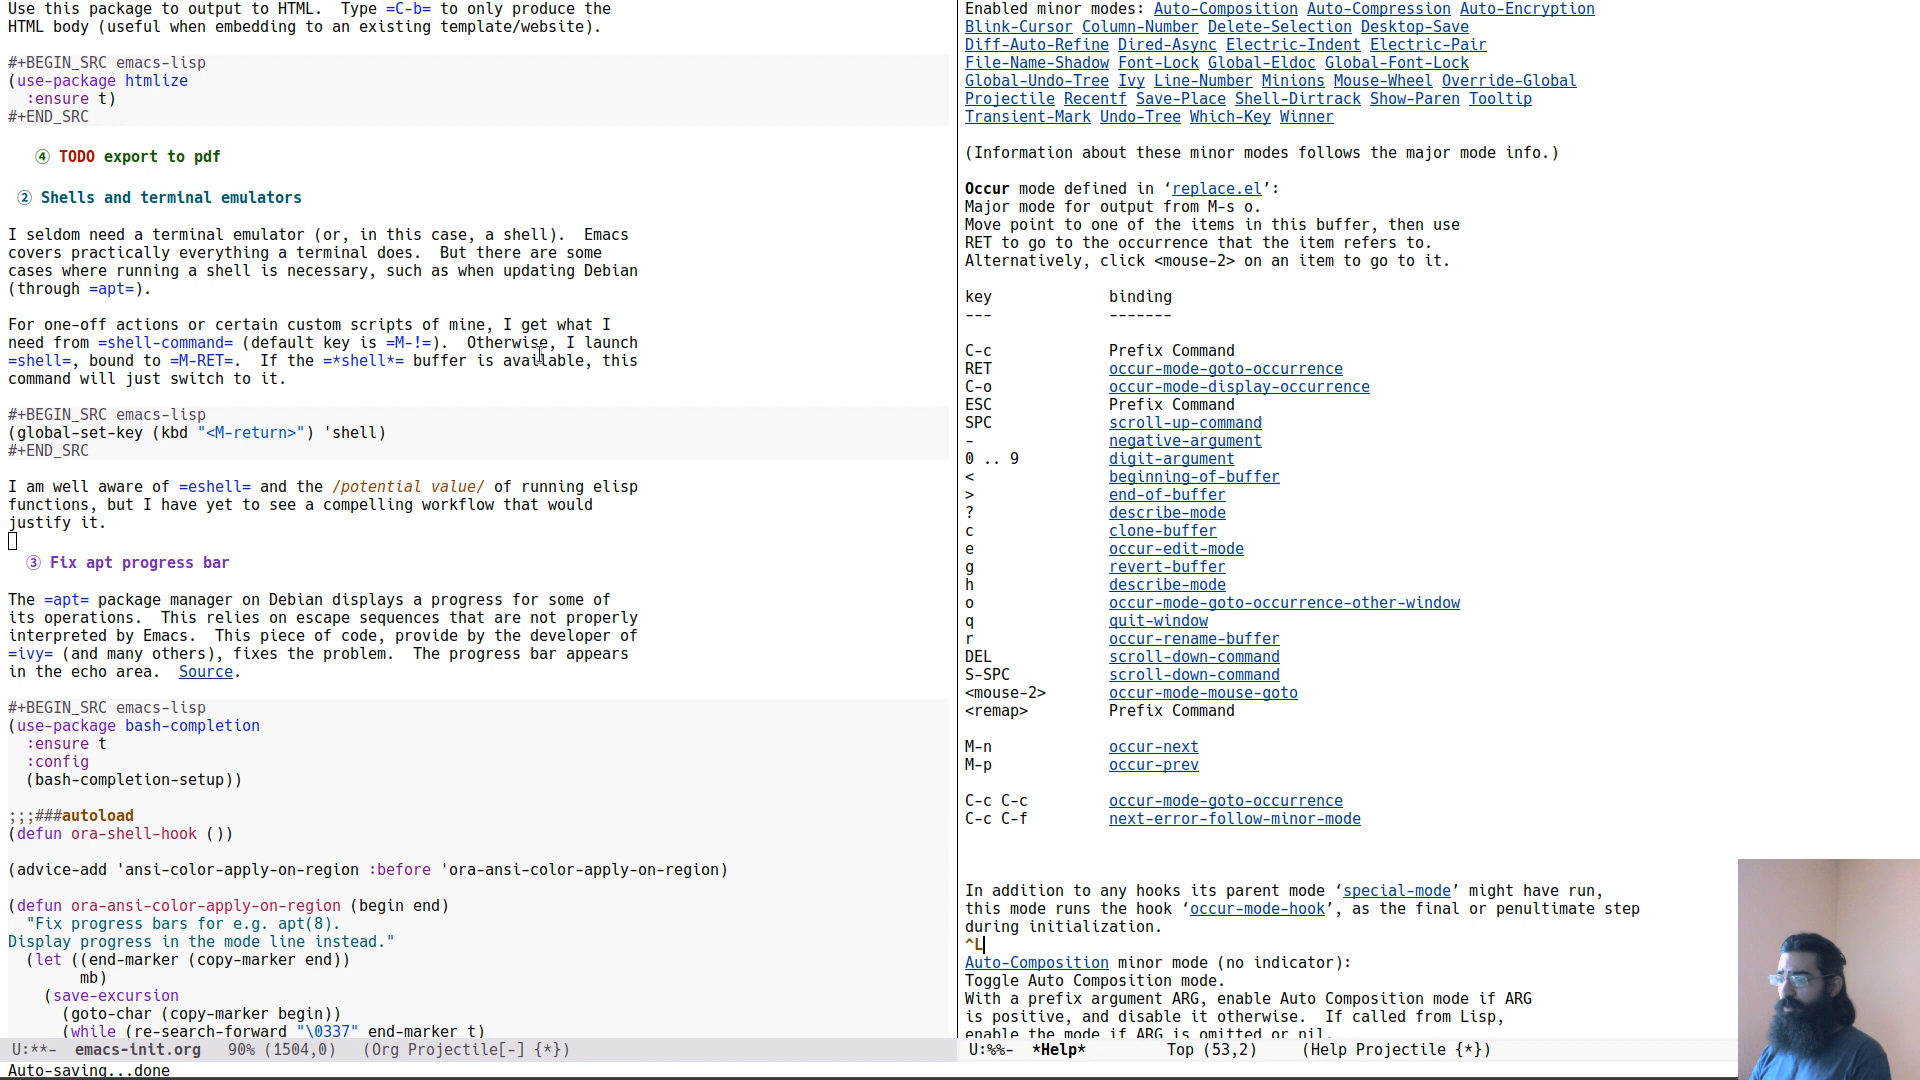 Use this package to output to HTML.  Type =C-b= to only produce the
HTML body (useful when embedding to an existing template/website).
#+BEGIN_SRC emacs-lisp
(use-package htmlize
  :ensure t)
#+END_SRC
④ TODO export to pdf
② Shells and terminal emulators
I seldom need a terminal emulator (or, in this case, a shell).  Emacs
covers practically everything a terminal does.  But there are some
cases where running a shell is necessary, such as when updating Debian
(through =apt=).
For one-off actions or certain custom scripts of mine, I get what I
need from =shell-command= (default key is =M-!=).  Otherwise, I launch
=shell=, bound to =M-RET=.  If the =*shell*= buffer is available, this
command will just switch to it.
#+BEGIN_SRC emacs-lisp
(global-set-key (kbd "<M-return>") 'shell)
#+END_SRC
I am well aware of =eshell= and the /potential value/ of running elisp
functions, but I have yet to see a compelling workflow that would
justify it.
③ Fix apt progress bar
The =apt= package manager on Debian displays a progress for some of
its operations.  This relies on escape sequences that are not properly
interpreted by Emacs.  This piece of code, provide by the developer of
=ivy= (and many others), fixes the problem.  The progress bar appears
in the echo area.  Source.
#+BEGIN_SRC emacs-lisp
(use-package bash-completion
  :ensure t
  :config
  (bash-completion-setup))
;;;###autoload
(defun ora-shell-hook ())
(advice-add 'ansi-color-apply-on-region :before 'ora-ansi-color-apply-on-region)
(defun ora-ansi-color-apply-on-region (begin end)
  "Fix progress bars for e.g. apt(8).
Display progress in the mode line instead."
  (let ((end-marker (copy-marker end))
        mb)
    (save-excursion
      (goto-char (copy-marker begin))
      (while (re-search-forward "\0337" end-marker t)
U:**-  emacs-init.org   90% (1504,0)   (Org Projectile[-] {*})
Auto-saving...done
Enabled minor modes: Auto-Composition Auto-Compression Auto-Encryption
Blink-Cursor Column-Number Delete-Selection Desktop-Save
Diff-Auto-Refine Dired-Async Electric-Indent Electric-Pair
File-Name-Shadow Font-Lock Global-Eldoc Global-Font-Lock
Global-Undo-Tree Ivy Line-Number Minions Mouse-Wheel Override-Global
Projectile Recentf Save-Place Shell-Dirtrack Show-Paren Tooltip
Transient-Mark Undo-Tree Which-Key Winner
(Information about these minor modes follows the major mode info.)
Occur mode defined in ‘replace.el’:
Major mode for output from M-s o.
Move point to one of the items in this buffer, then use
RET to go to the occurrence that the item refers to.
Alternatively, click <mouse-2> on an item to go to it.
key             binding
---             -------
C-c             Prefix Command
RET             occur-mode-goto-occurrence
C-o             occur-mode-display-occurrence
ESC             Prefix Command
SPC             scroll-up-command
-               negative-argument
0 .. 9          digit-argument
<               beginning-of-buffer
>               end-of-buffer
?               describe-mode
c               clone-buffer
e               occur-edit-mode
g               revert-buffer
h               describe-mode
o               occur-mode-goto-occurrence-other-window
q               quit-window
r               occur-rename-buffer
DEL             scroll-down-command
S-SPC           scroll-down-command
<mouse-2>       occur-mode-mouse-goto
<remap>         Prefix Command
M-n             occur-next
M-p             occur-prev
C-c C-c         occur-mode-goto-occurrence
C-c C-f         next-error-follow-minor-mode
In addition to any hooks its parent mode ‘special-mode’ might have run,
this mode runs the hook ‘occur-mode-hook’, as the final or penultimate step
during initialization.
^L
Auto-Composition minor mode (no indicator):
Toggle Auto Composition mode.
With a prefix argument ARG, enable Auto Composition mode if ARG
is positive, and disable it otherwise.  If called from Lisp,
enable the mode if ARG is omitted or nil.
U:%%-  *Help*         Top (53,2)     (Help Projectile {*})